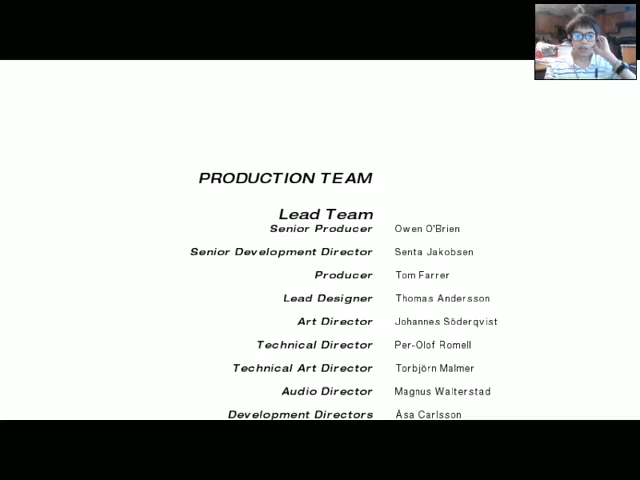 PRODUCTION TEAM
Lead Team
Senior Producer Owen O'Brien
Senior Development Director Senta Jakobsen
Producer Tom Farrer
Lead Designer Thomas Andersson
Art Director Johannes Söderqvist
Technical Director Per-Olof Romell
Technical Art Director Torbjörn Malmer
Audio Director Magnus Walterstad
Development Directors Åsa Carlsson